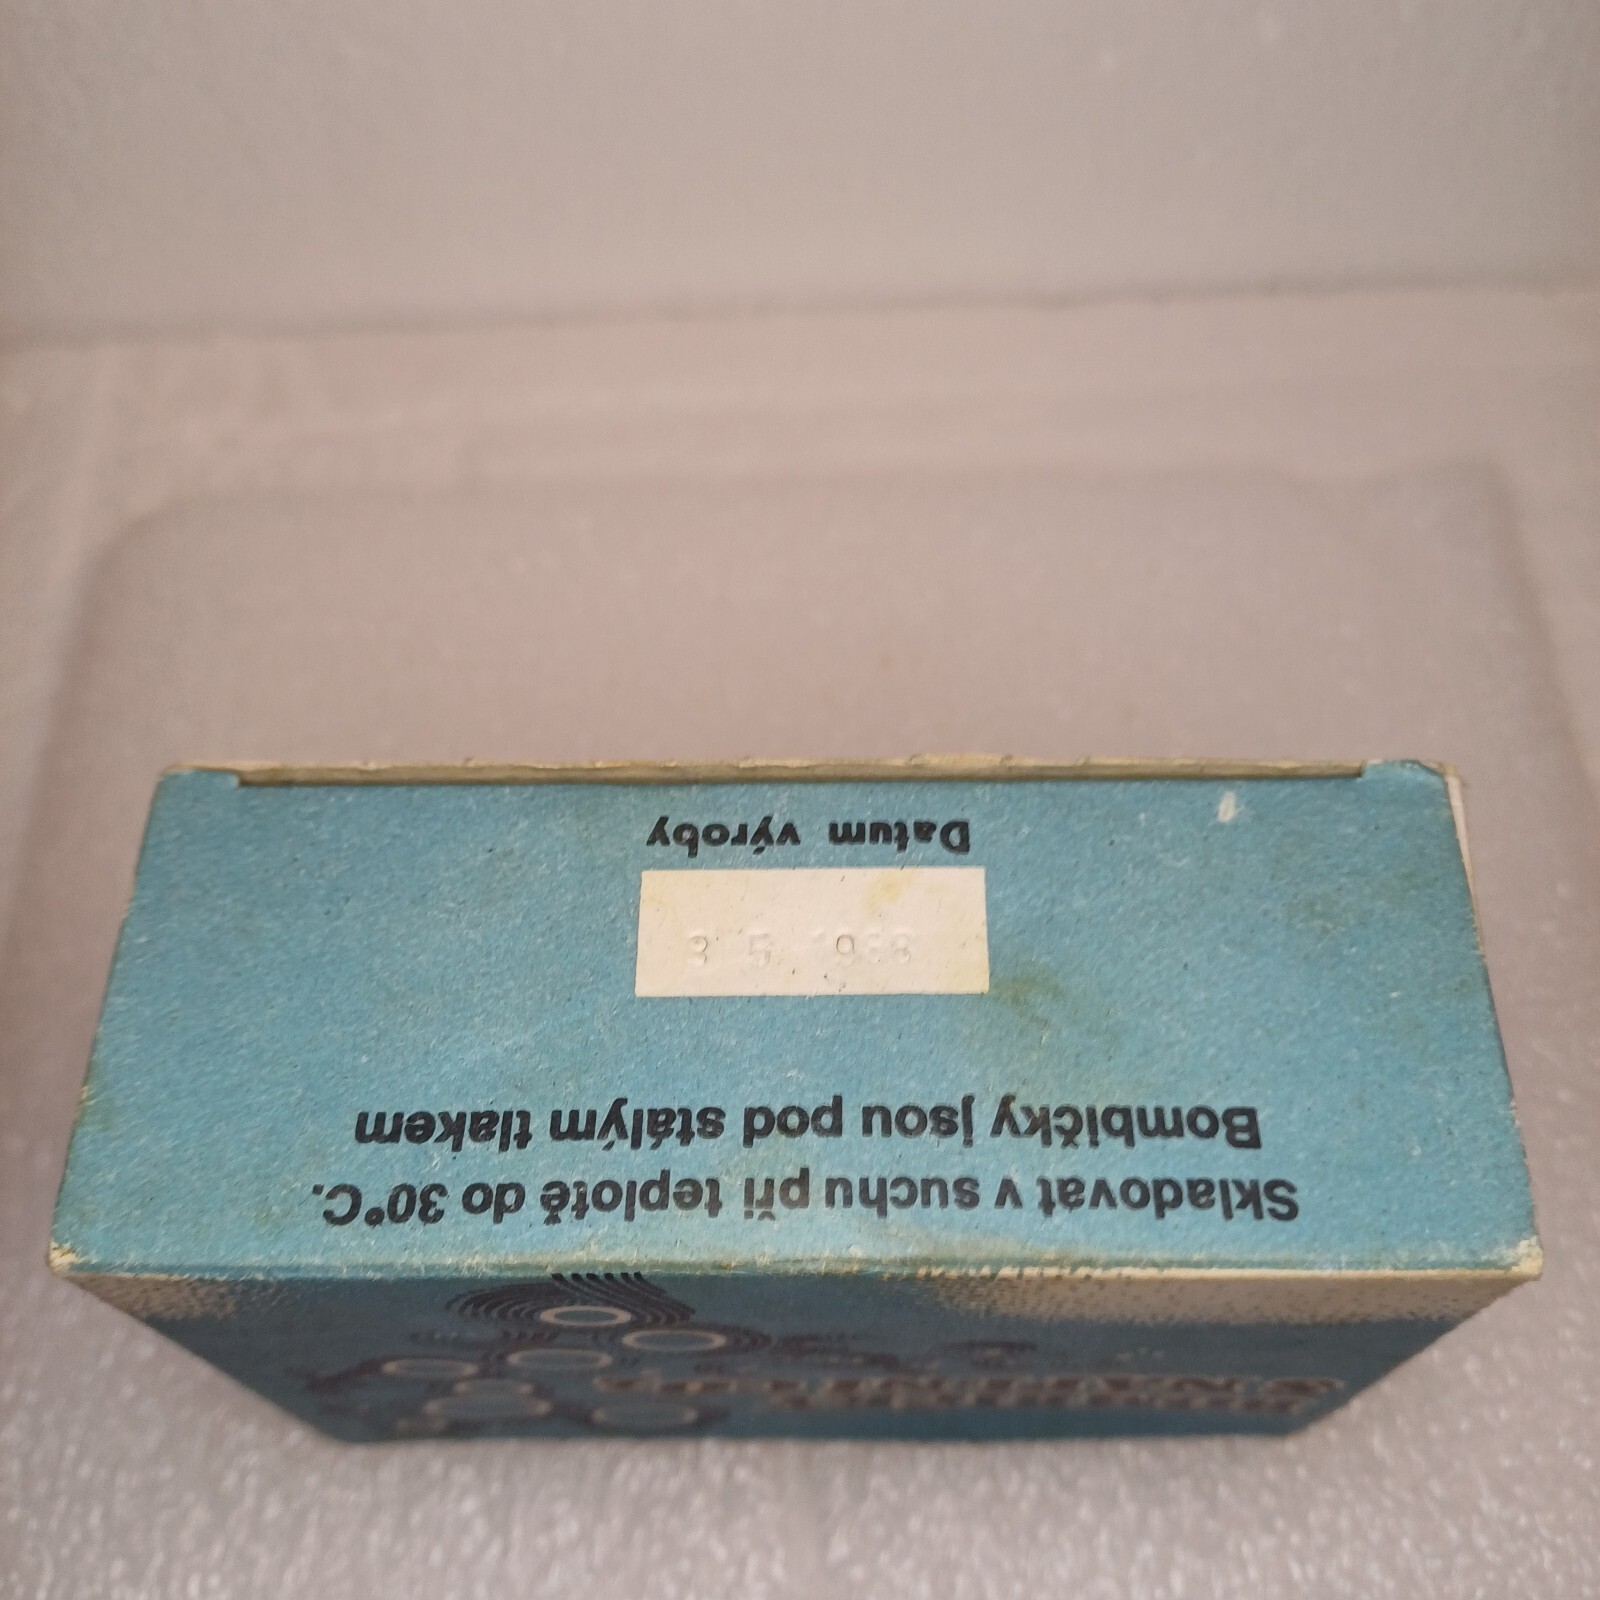 Skladovat v suchu při teplotě do 30°C.
Bombičky jsou pod stálým tlakem
3 5 1988
Datum výroby